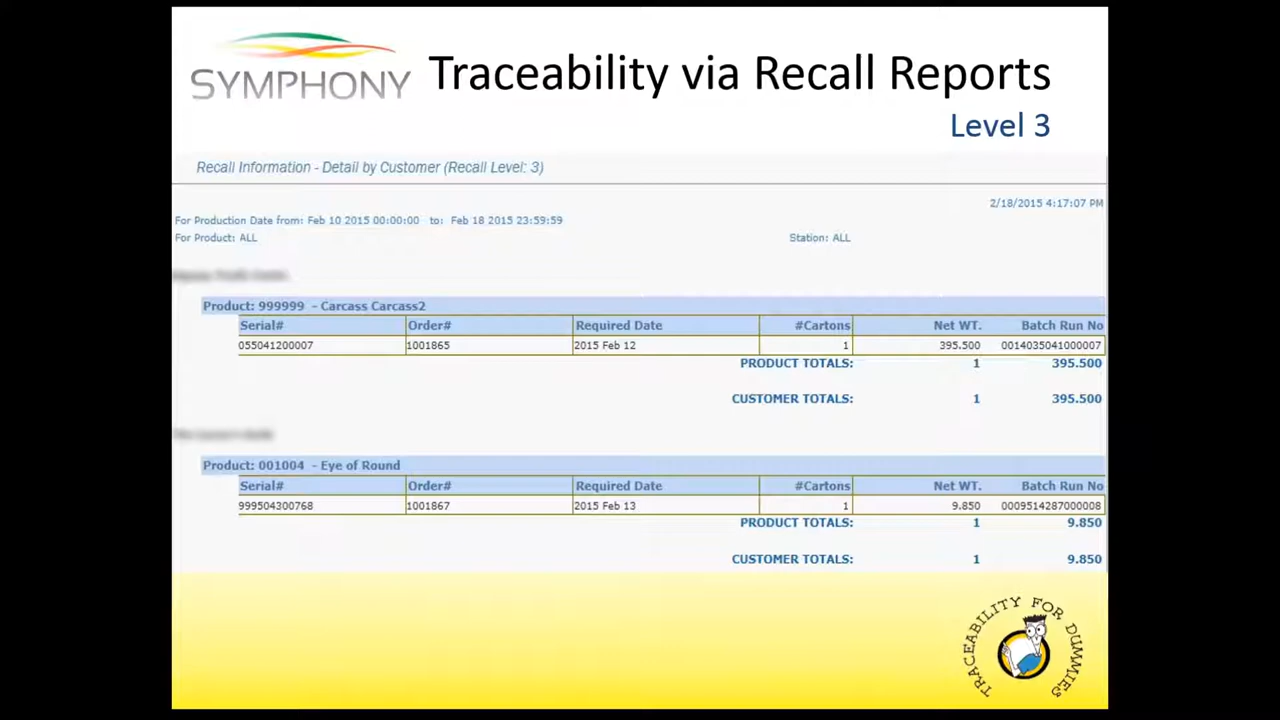 SYMPHONY
Traceability via Recall Reports
Level 3
Recall Information - Detail by Customer (Recall Level: 3)
2/18/2015 4:17:07 PM
For Production Date from: Feb 10 2015 00:00:00 to: Feb 18 2015 23:59:59
For Product: ALL Station: ALL
Product: 999999 - Carcass Carcass2
Serial# Order# Required Date #Cartons Net WT. Batch Run No
055041200007 1001865 2015 Feb 12 1 395.500 0014035041000007
PRODUCT TOTALS: 1 395.500
CUSTOMER TOTALS: 1 395.500
Product: 001004 - Eye of Round
Serial# Order# Required Date #Cartons Net WT. Batch Run No
999504300768 1001867 2015 Feb 13 1 9.850 0009514287000008
PRODUCT TOTALS: 1 9.850
CUSTOMER TOTALS: 1 9.850
TRACEABILITY FOR DUMMIES